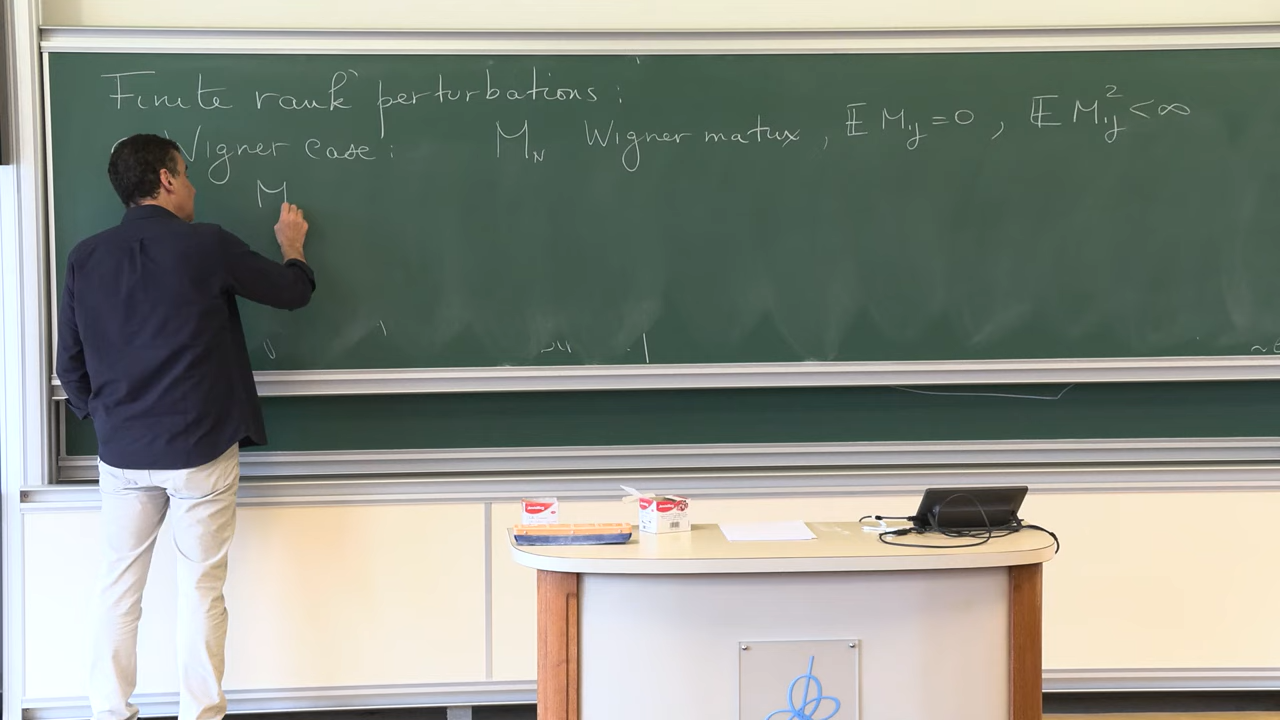 Finite rank perturbations:
Wigner case: M_N Wigner matrix, 𝔼 M_ij = 0, 𝔼 M_ij^2 < ∞
M